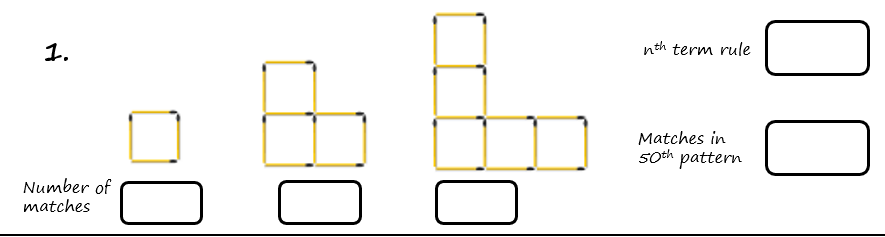 1.
nth term rule
Matches in
50th pattern
Number of
matches